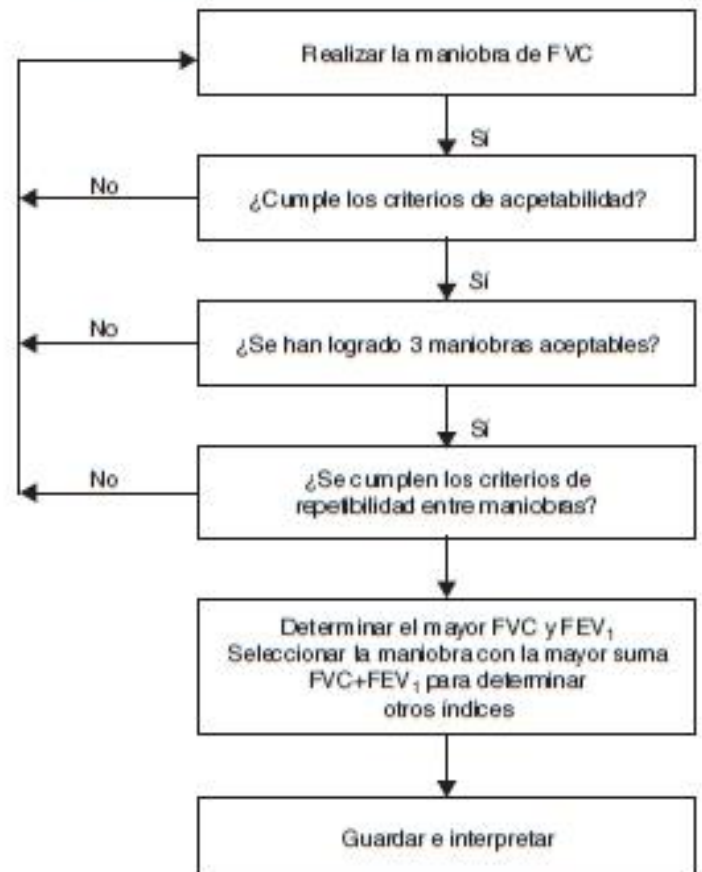 Realizar la maniobra de FVC
Sí
No
¿Cumple los criterios de acpetabilidad?
Sí
No
¿Se han logrado 3 maniobras aceptables?
Sí
No
¿Se cumplen los criterios de
repetibilidad entre maniobras?
Determinar el mayor FVC y FEV₁
Seleccionar la maniobra con la mayor suma
FVC+FEV₁ para determinar
otros índices
Guardar e interpretar